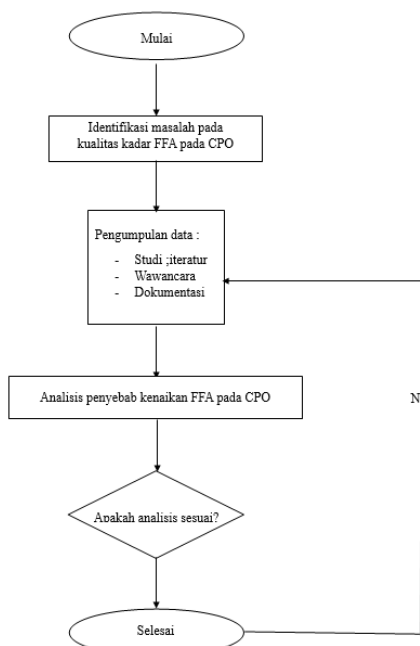 Mulai
Identifikasi masalah pada
kualitas kadar FFA pada CPO
Pengumpulan data :
- Studi ;iteratur
- Wawancara
- Dokumentasi
Analisis penyebab kenaikan FFA pada CPO
N
Apakah analisis sesuai?
Selesai